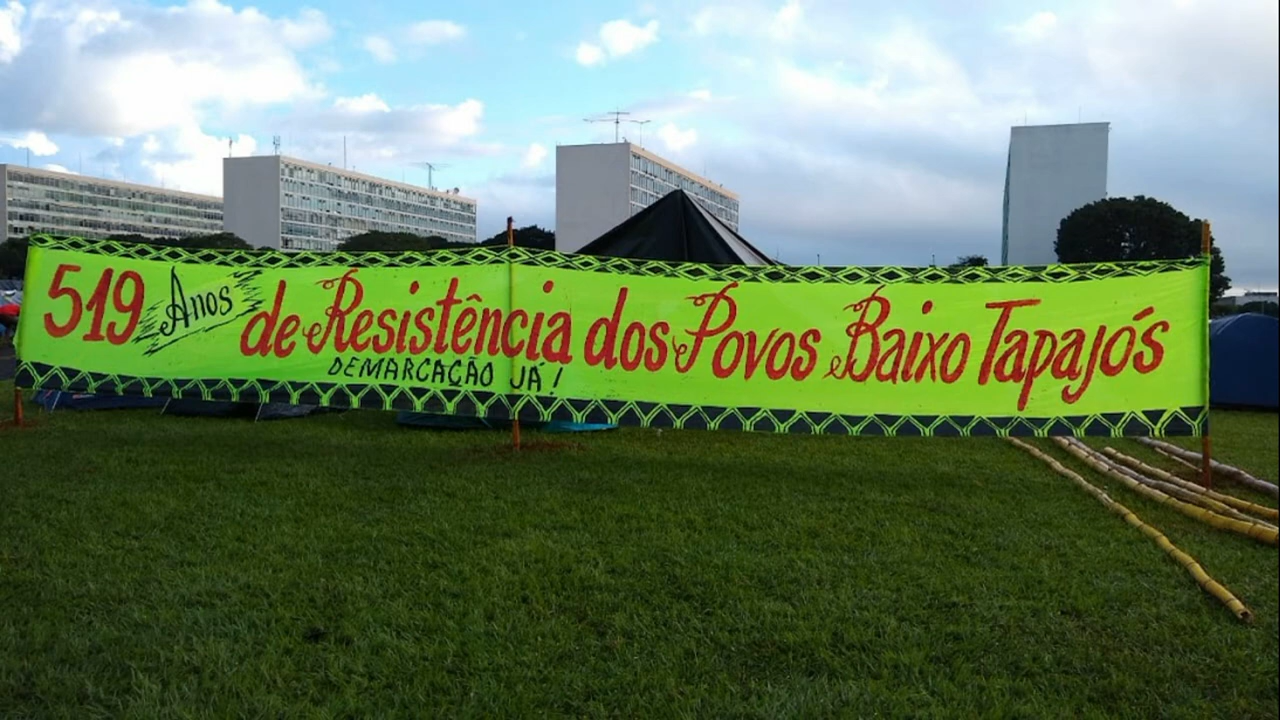 519 Anos de Resistência dos Povos Baixo Tapajós
DEMARCAÇÃO JÁ!